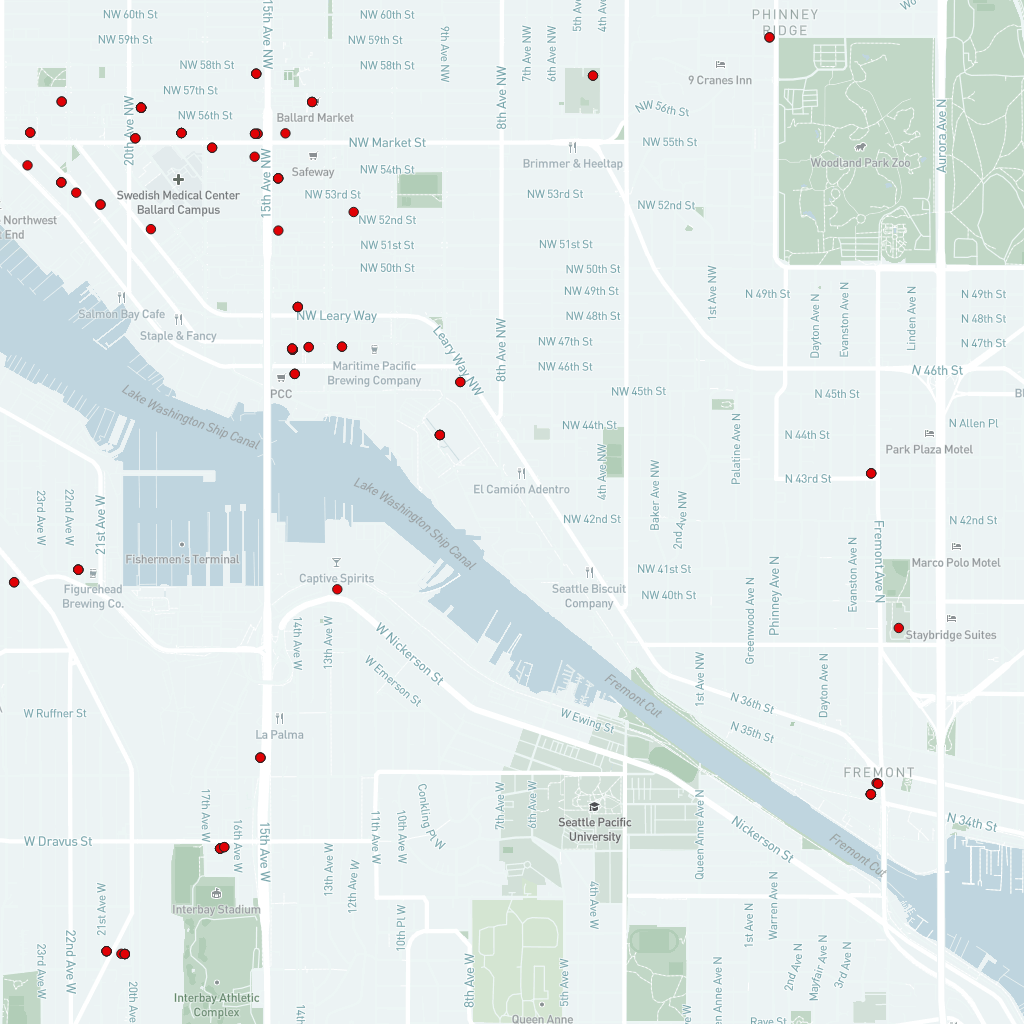 NW 60th St
NW 60th St
15th Ave NW
9th Ave NW
7th Ave NW
6th Ave NW
5th
4th
Wo
PHINNEY
RIDGE
NW 59th St
NW 59th St
NW 58th St
NW 58th St
9 Cranes Inn
NW 57th St
8th Ave NW
NW 56th St
NW 56th St
Ballard Market
20th Ave NW
NW Market St
NW 55th St
Aurora Ave N
Brimmer & Heeltap
Woodland Park Zoo
Safeway
NW 54th St
Swedish Medical Center
Ballard Campus
15th Ave NW
NW 53rd St
NW 53rd St
NW 52nd St
NW 52nd St
Northwest
End
NW 51st St
NW 51st St
NW 50th St
NW 50th St
1st Ave NW
NW 49th St
N 49th St
N 49th St
Dayton Ave N
Evanston Ave N
Linden Ave N
Salmon Bay Cafe
NW Leary Way
NW 48th St
N 48th St
Staple & Fancy
Leary Way NW
8th Ave NW
NW 47th St
N 47th St
Maritime Pacific
Brewing Company
NW 46th St
N 46th St
PCC
NW 45th St
N 45th St
Bl
Lake Washington Ship Canal
NW 44th St
N 44th St
Palatine Ave N
N Allen Pl
Park Plaza Motel
4th Ave NW
Baker Ave NW
2nd Ave NW
N 43rd St
El Camión Adentro
Lake Washington Ship Canal
23rd Ave W
22nd Ave W
21st Ave W
NW 42nd St
N 42nd St
Fremont Ave N
Fishermen's Terminal
Evanston Ave N
Marco Polo Motel
Phinney Ave N
Greenwood Ave N
NW 41st St
Captive Spirits
Seattle Biscuit
Company
NW 40th St
Figurehead
Brewing Co.
14th Ave W
13th Ave W
Staybridge Suites
W Nickerson St
W Emerson St
1st Ave NW
Dayton Ave N
Fremont Cut
N 36th St
W Ruffner St
W Ewing St
N 35th St
La Palma
FREMONT
17th Ave W
16th Ave W
15th Ave W
11th Ave W
10th Ave W
Conkling Pl W
7th Ave W
6th Ave W
Seattle Pacific
University
Queen Anne Ave N
Nickerson St
N 34th St
W Dravus St
Fremont Cut
13th Ave W
12th Ave W
4th Ave W
21st Ave W
Interbay Stadium
10th Pl W
1st Ave N
Warren Ave N
23rd Ave W
22nd Ave W
20th Ave
8th Ave W
5th Ave W
een Anne Ave N
2nd Ave N
Mayfair Ave N
3rd Ave N
Interbay Athletic
Complex
14th
Queen Anne
Raye St